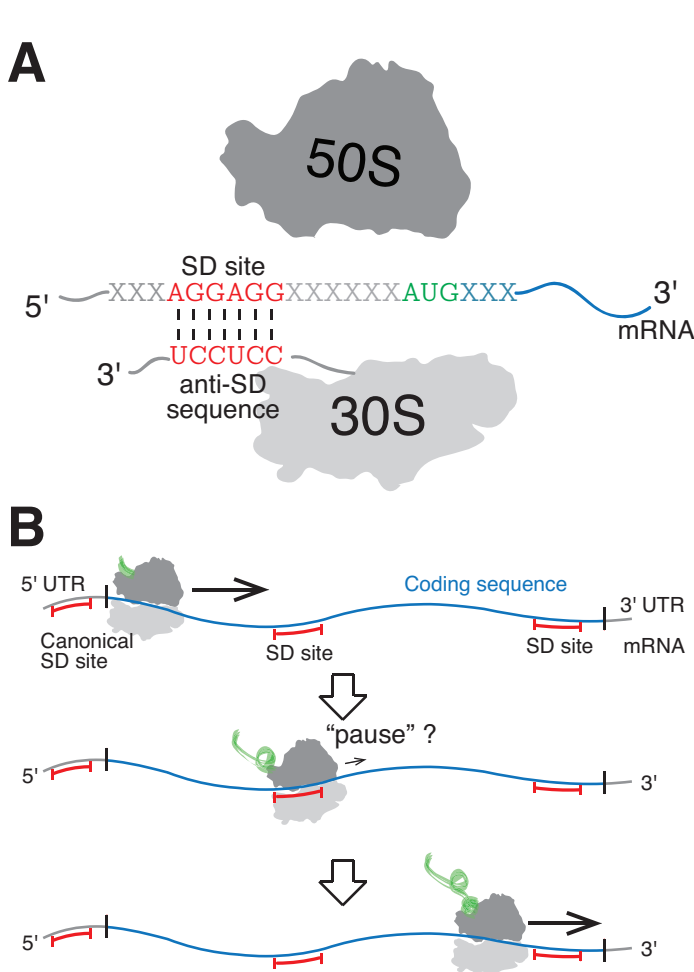 A
50S
SD site
5' XXXAGGAGGXXXXXXAUGXXX 3'
mRNA
3' UCCUCC
anti-SD
sequence
30S
B
5' UTR
Coding sequence
3' UTR
Canonical
SD site
SD site
SD site
mRNA
"pause" ?
5'
3'
5'
3'